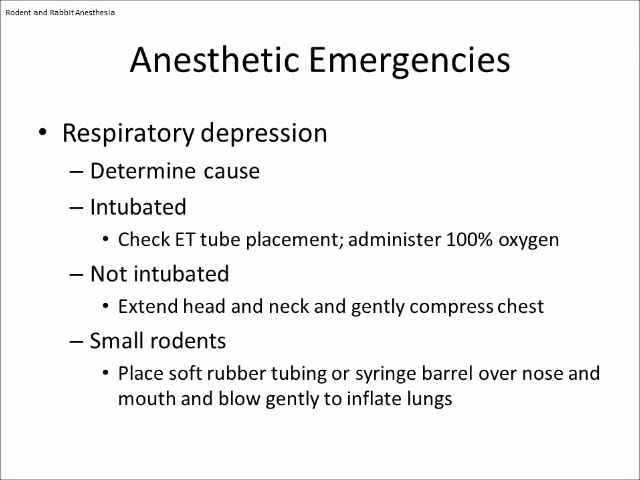 Rodent and Rabbit Anesthesia
Anesthetic Emergencies
• Respiratory depression
– Determine cause
– Intubated
• Check ET tube placement; administer 100% oxygen
– Not intubated
• Extend head and neck and gently compress chest
– Small rodents
• Place soft rubber tubing or syringe barrel over nose and
mouth and blow gently to inflate lungs